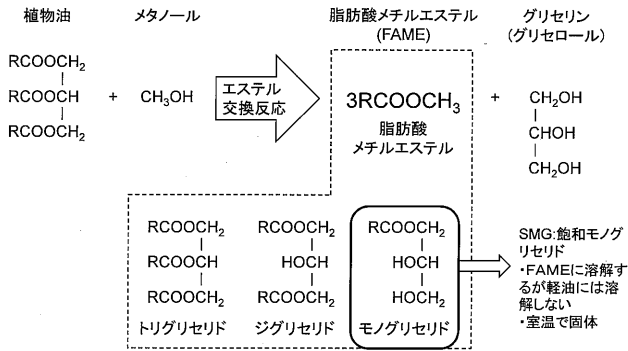 植物油
メタノール
脂肪酸メチルエステル
(FAME)
グリセリン
(グリセロール)
RCOOCH2
RCOOCH
RCOOCH2
+
CH3OH
エステル
交換反応
3RCOOCH3
脂肪酸
メチルエステル
+
CH2OH
CHOH
CH2OH
RCOOCH2
RCOOCH
RCOOCH2
トリグリセリド
RCOOCH2
HOCH
RCOOCH2
ジグリセリド
RCOOCH2
HOCH
HOCH2
モノグリセリド
SMG:飽和モノグ
リセリド
・FAMEに溶解す
るが軽油には溶
解しない
・室温で固体